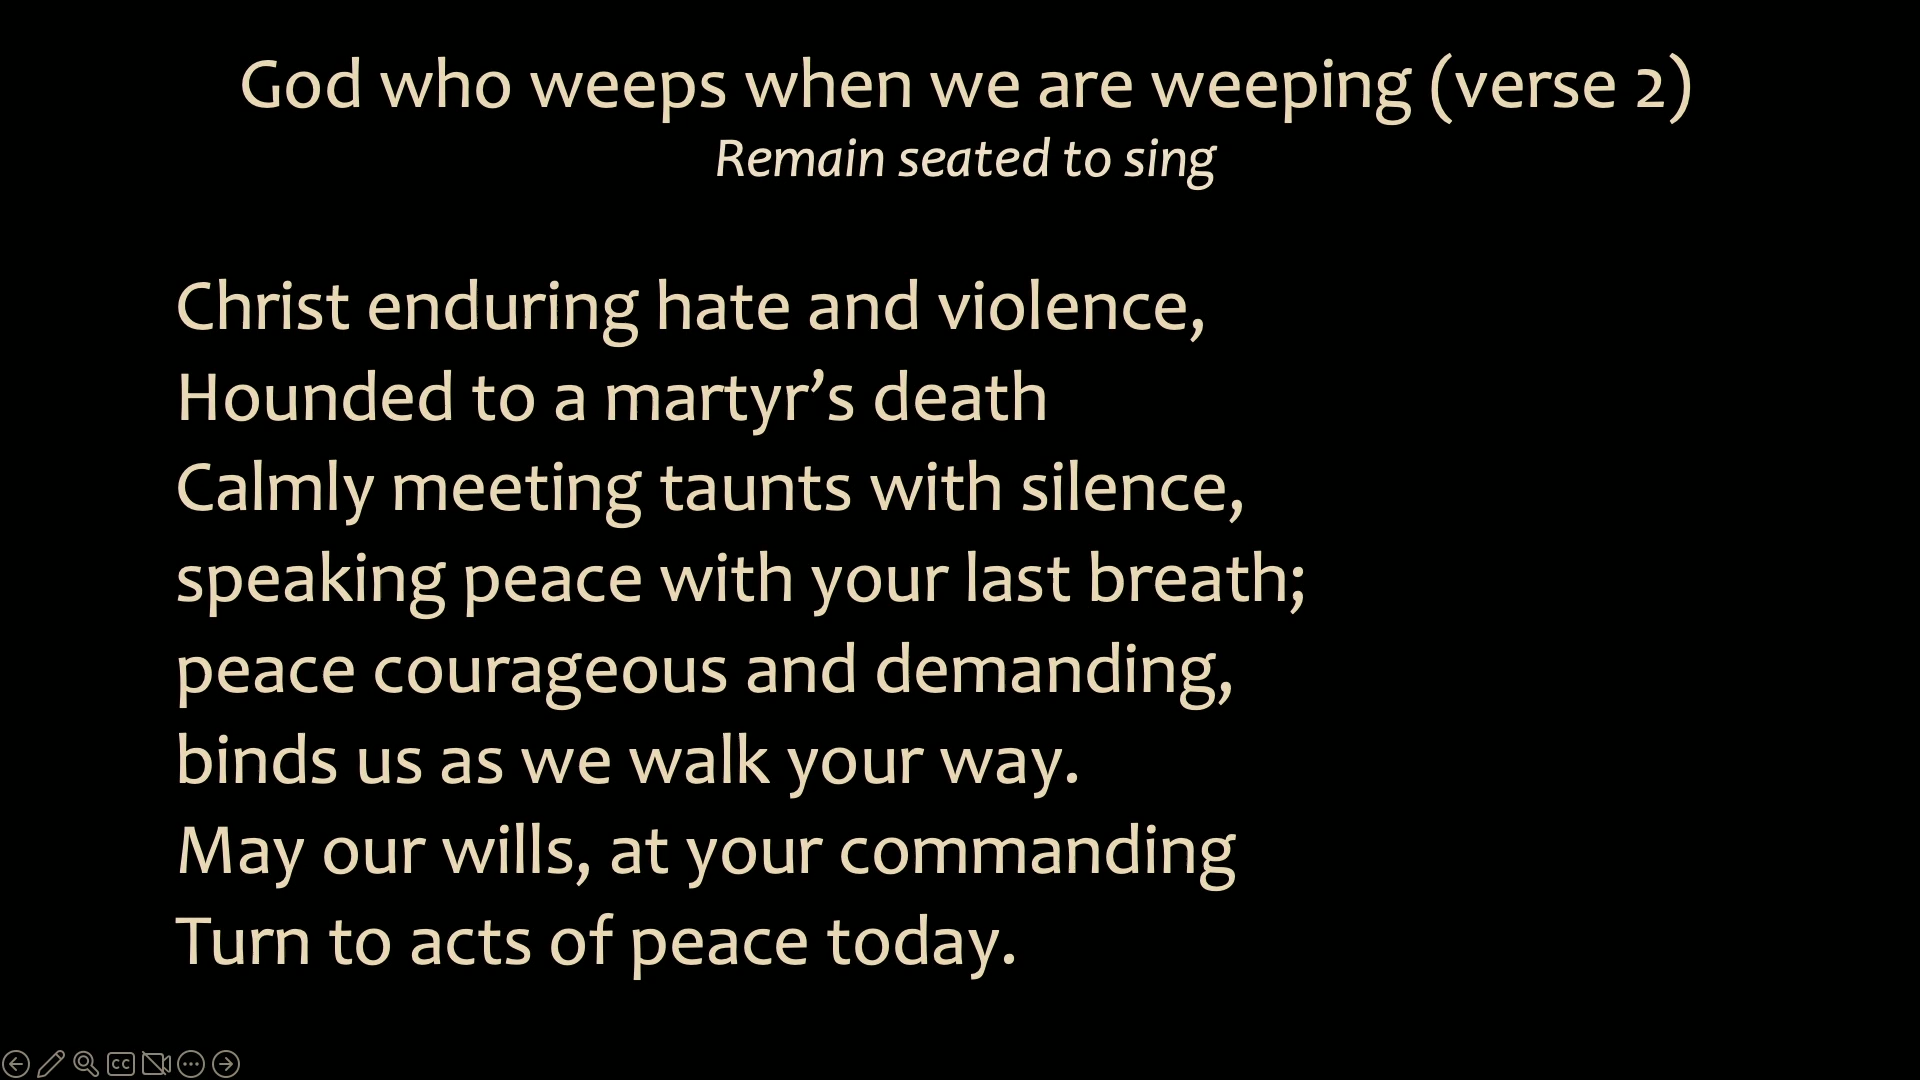 God who weeps when we are weeping (verse 2)
Remain seated to sing
Christ enduring hate and violence,
Hounded to a martyr’s death
Calmly meeting taunts with silence,
speaking peace with your last breath;
peace courageous and demanding,
binds us as we walk your way.
May our wills, at your commanding
Turn to acts of peace today.
CC